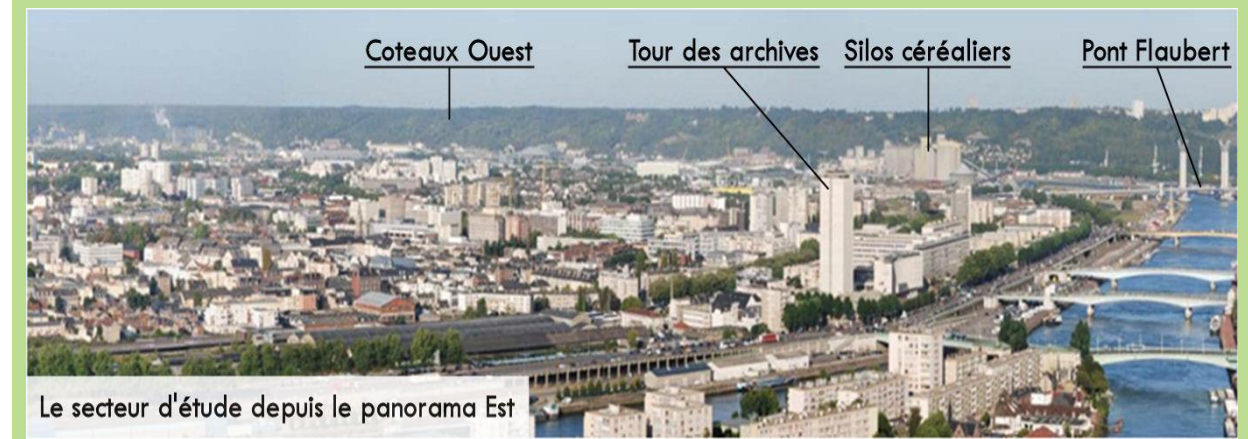 Coteaux Ouest
Tour des archives
Silos céréaliers
Pont Flaubert
Le secteur d'étude depuis le panorama Est